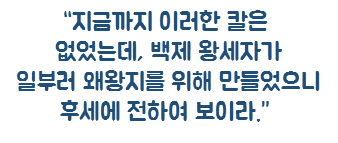 “지금까지 이러한 칼은
없었는데, 백제 왕세자가
일부러 왜왕지를 위해 만들었으니
후세에 전하여 보이라.”